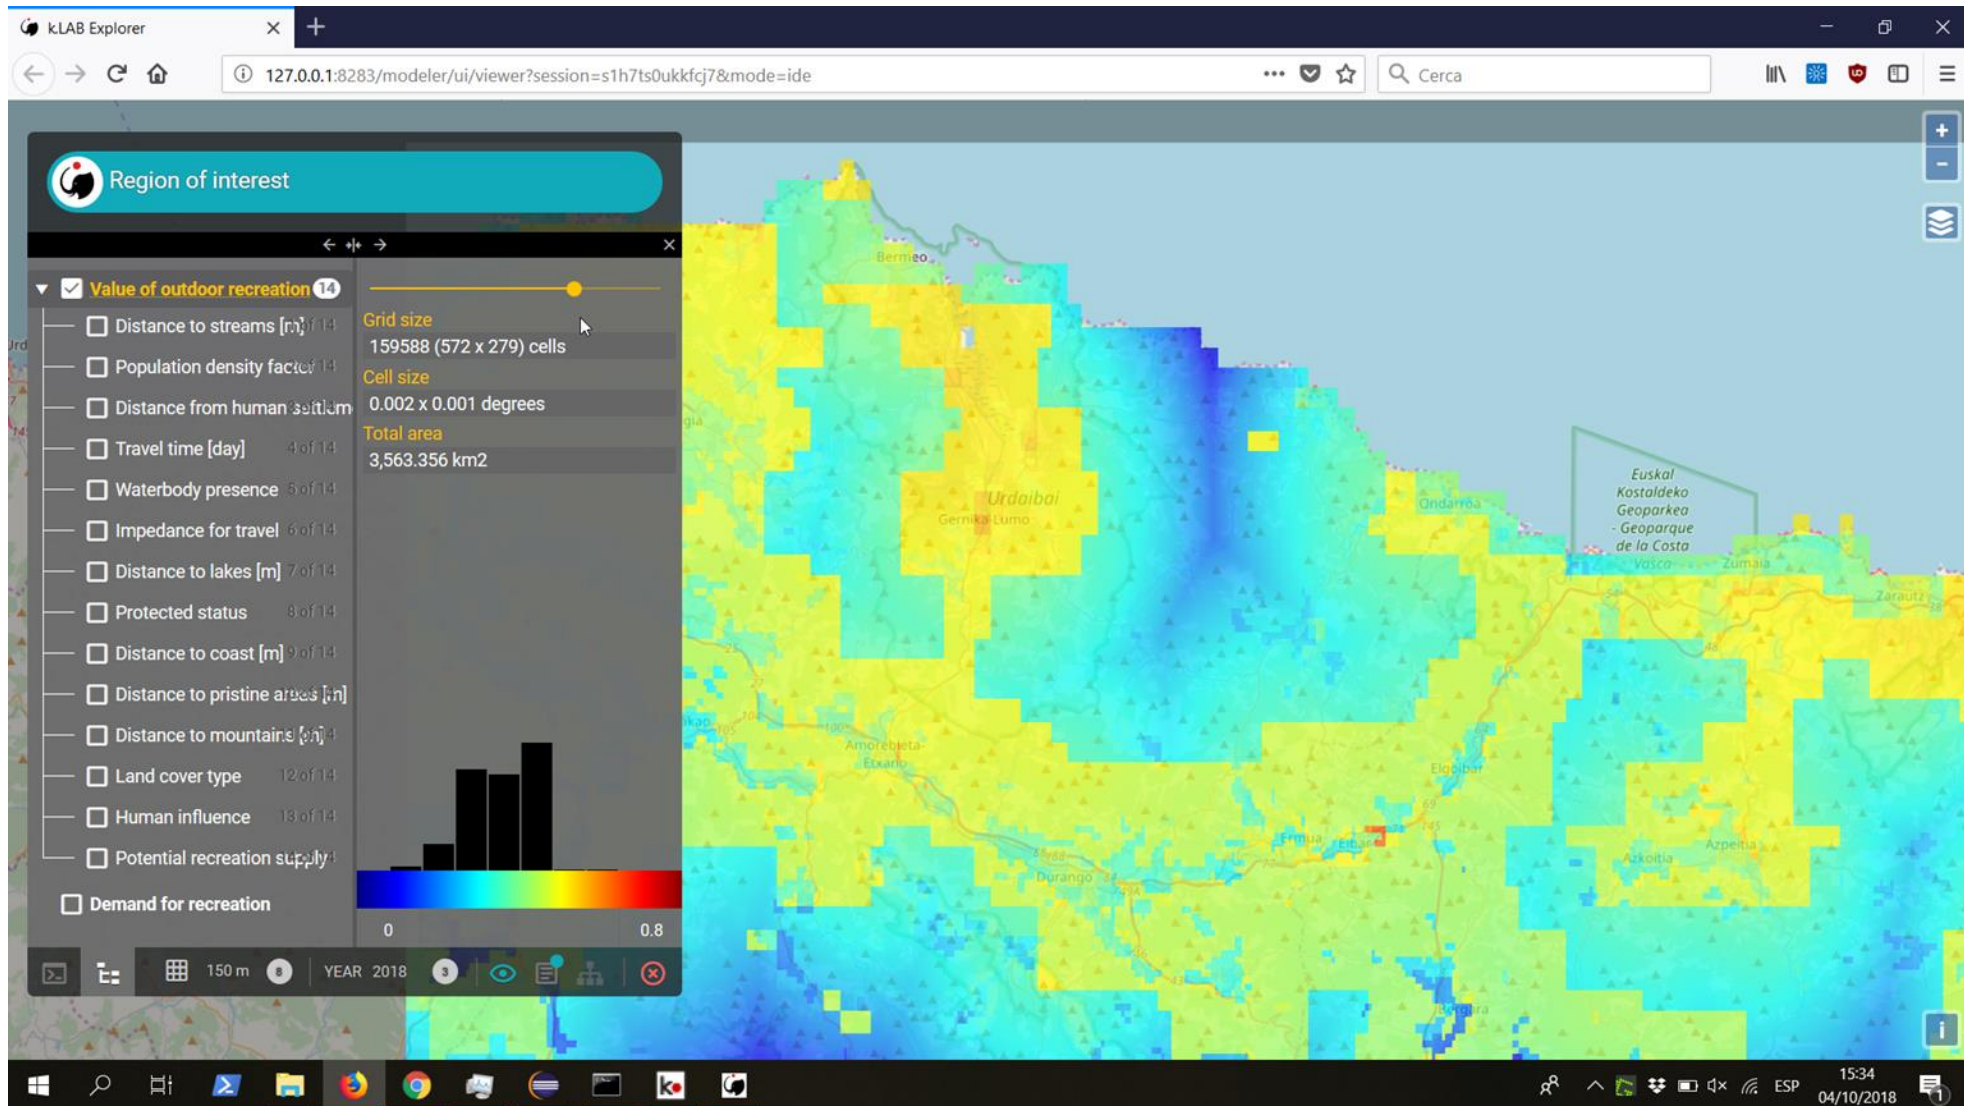 k.LAB Explorer
127.0.0.1:8283/modeler/ui/viewer?session=s1h7ts0ukkfcj7&mode=ide
Cerca
Region of interest
Value of outdoor recreation 14
Distance to streams [m]
Population density factor
Distance from human
Travel time [day] 4 of 14
Waterbody presence 5 of 14
Impedance for travel 6 of 14
Distance to lakes [m] 7 of 14
Protected status 8 of 14
Distance to coast [m] 9 of 14
Distance to pristine areas [m]
Distance to mountains [m]
Land cover type 12 of 14
Human influence 13 of 14
Potential recreation supply
Demand for recreation
Grid size
159588 (572 x 279) cells
Cell size
0.002 x 0.001 degrees
Total area
3,563.356 km2
0 0.8
150 m 8 YEAR 2018 3
Bermeo
Urdaibai
Gernika-Lumo
Ondarroa
Euskal
Kostaldeko
Geoparkea
- Geoparque
de la Costa
Vasca
Zumaia
Zarautz
Amorebieta-
Etxano
Elgoibar
Ermua
Eibar
Durango
Azkoitia
Azpeitia
Bergara
+
-
i
ESP
15:34
04/10/2018
1